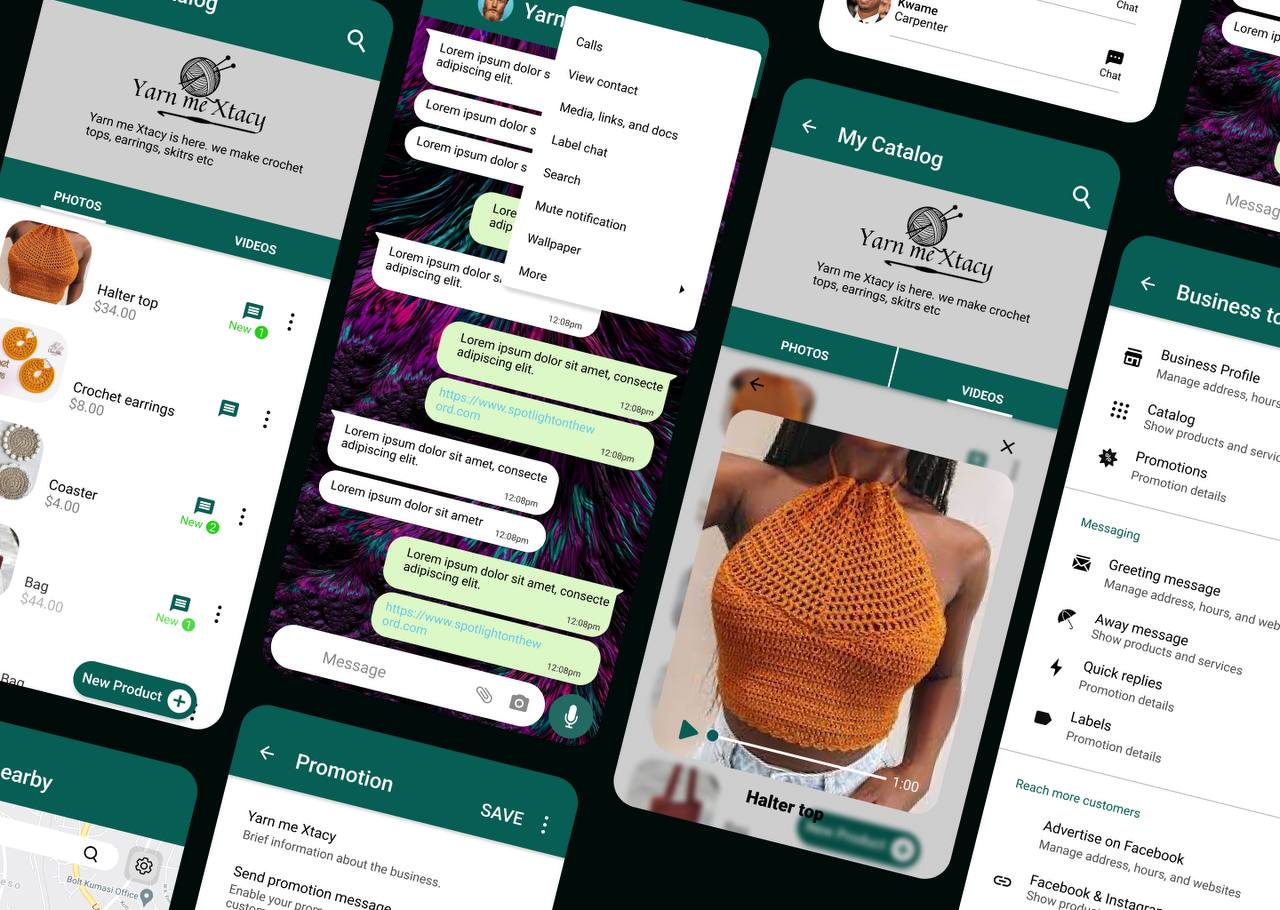 alog
Yarn me Xtacy
Yarn me Xtacy is here. we make crochet
tops, earrings, skitrs etc
PHOTOS
VIDEOS
Halter top
$34.00
New 1
Crochet earrings
$8.00
Coaster
$4.00
New 2
Bag
$44.00
New 1
Bag
New Product
earby
Bolt Kumasi Office
Yarn
Calls
View contact
Media, links, and docs
Label chat
Search
Mute notification
Wallpaper
More
Lorem ipsum dolor s
adipiscing elit.
Lorem ipsum dolor s
Lorem ipsum dolor s
Lore
adipi
Lorem ipsum dolor s
adipiscing elit.
12:08pm
Lorem ipsum dolor sit amet, consecte
adipiscing elit.
12:08pm
https://www.spotlightonthew
ord.com
12:08pm
Lorem ipsum dolor sit amet, consecte
adipiscing elit.
12:08pm
Lorem ipsum dolor sit ametr
12:08pm
Lorem ipsum dolor sit amet, consecte
adipiscing elit.
12:08pm
https://www.spotlightonthew
ord.com
12:08pm
Message
Promotion
SAVE
Yarn me Xtacy
Brief information about the business.
Send promotion message
Enable your prom
custom
Kwame
Carpenter
Chat
Chat
My Catalog
Yarn me Xtacy
Yarn me Xtacy is here. we make crochet
tops, earrings, skitrs etc
PHOTOS
VIDEOS
1:00
Halter top
New Product
Lorem ip
Messag
Business to
Business Profile
Manage address, hours
Catalog
Show products and servic
Promotions
Promotion details
Messaging
Greeting message
Manage address, hours, and web
Away message
Show products and services
Quick replies
Promotion details
Labels
Promotion details
Reach more customers
Advertise on Facebook
Manage address, hours, and websites
Facebook & Instagra
Show produc